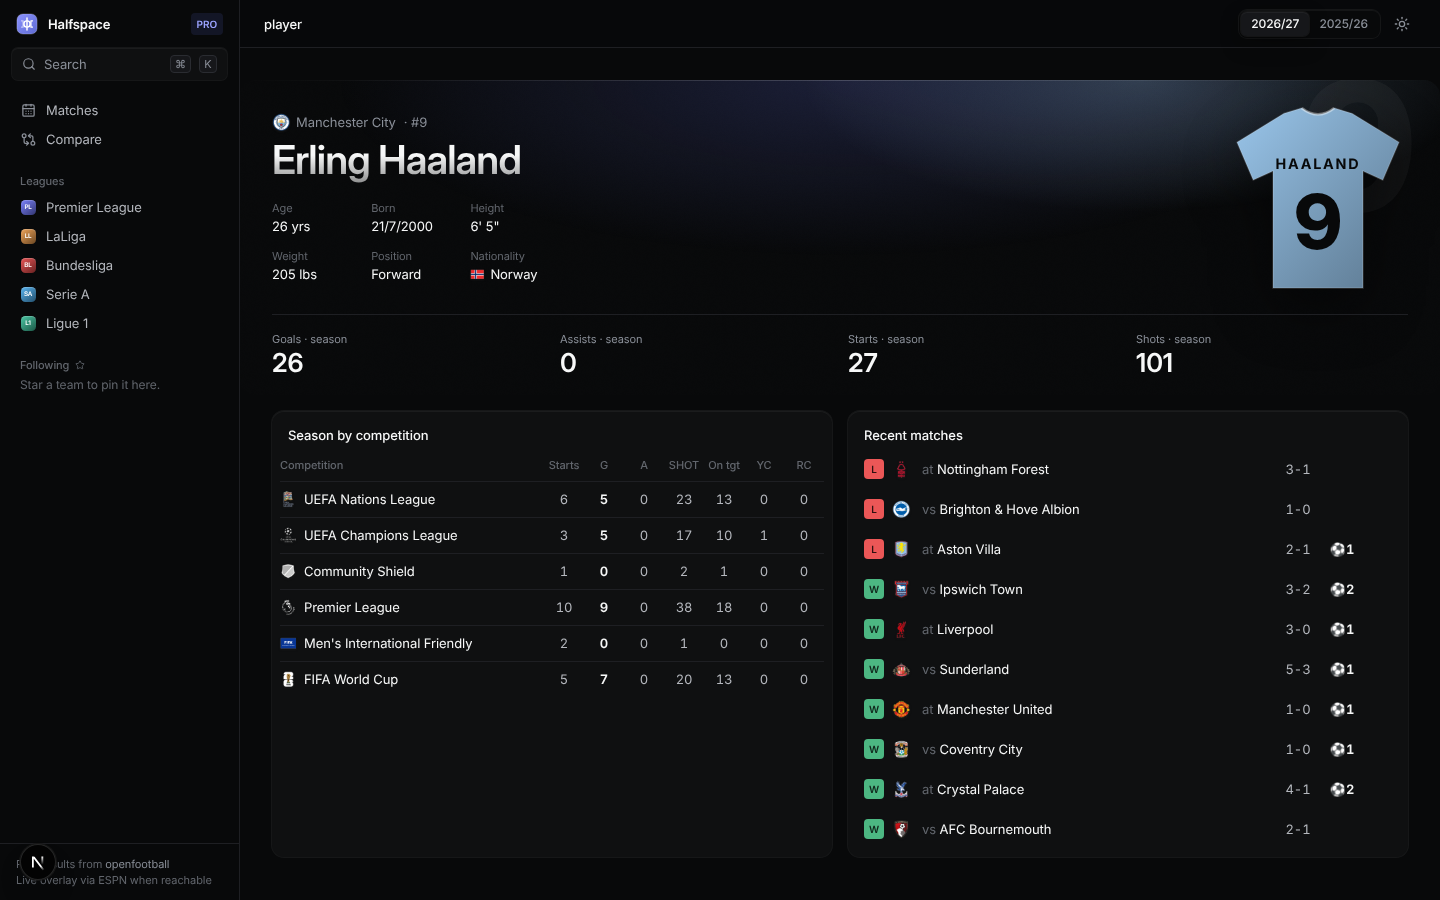 Halfspace PRO
Search ⌘ K
Matches
Compare
Leagues
PL Premier League
LL LaLiga
BL Bundesliga
SA Serie A
L1 Ligue 1
Following
Star a team to pin it here.
N
ults from openfootball
Live overlay via ESPN when reachable
player 2026/27 2025/26
Manchester City · #9
Erling Haaland
Age Born Height
26 yrs 21/7/2000 6' 5"
Weight Position Nationality
205 lbs Forward Norway
HAALAND
9
Goals · season Assists · season Starts · season Shots · season
26 0 27 101
Season by competition
Competition Starts G A SHOT On tgt YC RC
UEFA Nations League 6 5 0 23 13 0 0
UEFA Champions League 3 5 0 17 10 1 0
Community Shield 1 0 0 2 1 0 0
Premier League 10 9 0 38 18 0 0
Men's International Friendly 2 0 0 1 0 0 0
FIFA World Cup 5 7 0 20 13 0 0
Recent matches
L at Nottingham Forest 3-1
L vs Brighton & Hove Albion 1-0
L at Aston Villa 2-1 ⚽1
W vs Ipswich Town 3-2 ⚽2
W at Liverpool 3-0 ⚽1
W vs Sunderland 5-3 ⚽1
W at Manchester United 1-0 ⚽1
W vs Coventry City 1-0 ⚽1
W at Crystal Palace 4-1 ⚽2
W vs AFC Bournemouth 2-1